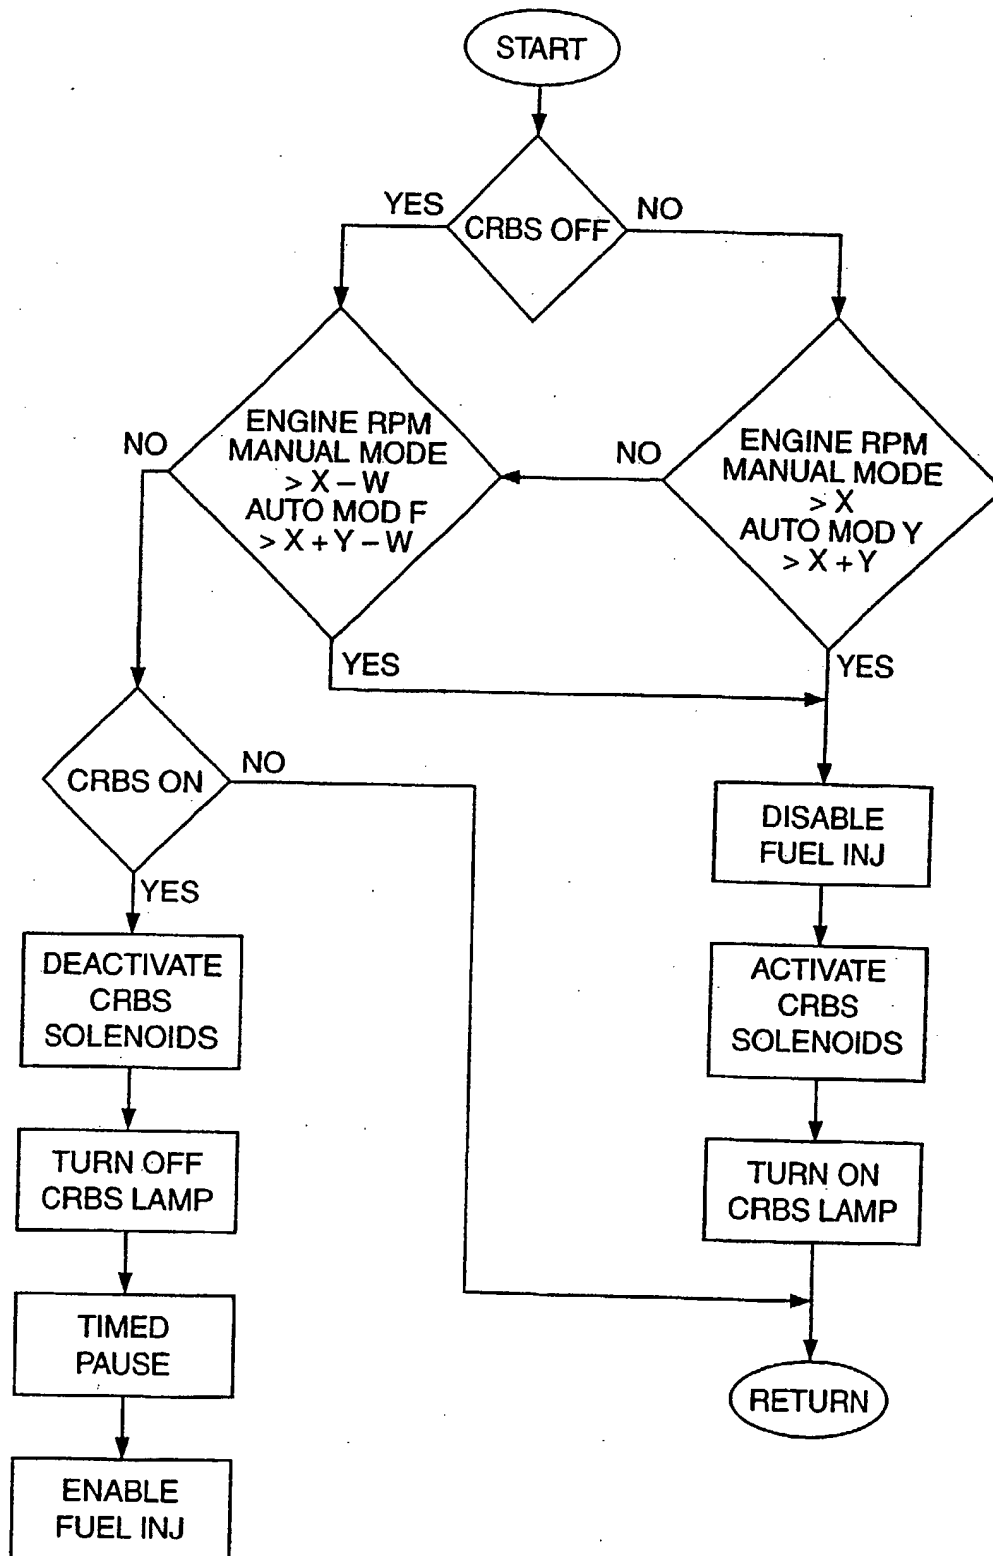 START
YES
CRBS OFF
NO
ENGINE RPM
MANUAL MODE
> X – W
AUTO MOD F
> X + Y – W
NO
NO
ENGINE RPM
MANUAL MODE
> X
AUTO MOD Y
> X + Y
YES
YES
CRBS ON
NO
YES
DISABLE
FUEL INJ
DEACTIVATE
CRBS
SOLENOIDS
ACTIVATE
CRBS
SOLENOIDS
TURN OFF
CRBS LAMP
TURN ON
CRBS LAMP
TIMED
PAUSE
RETURN
ENABLE
FUEL INJ